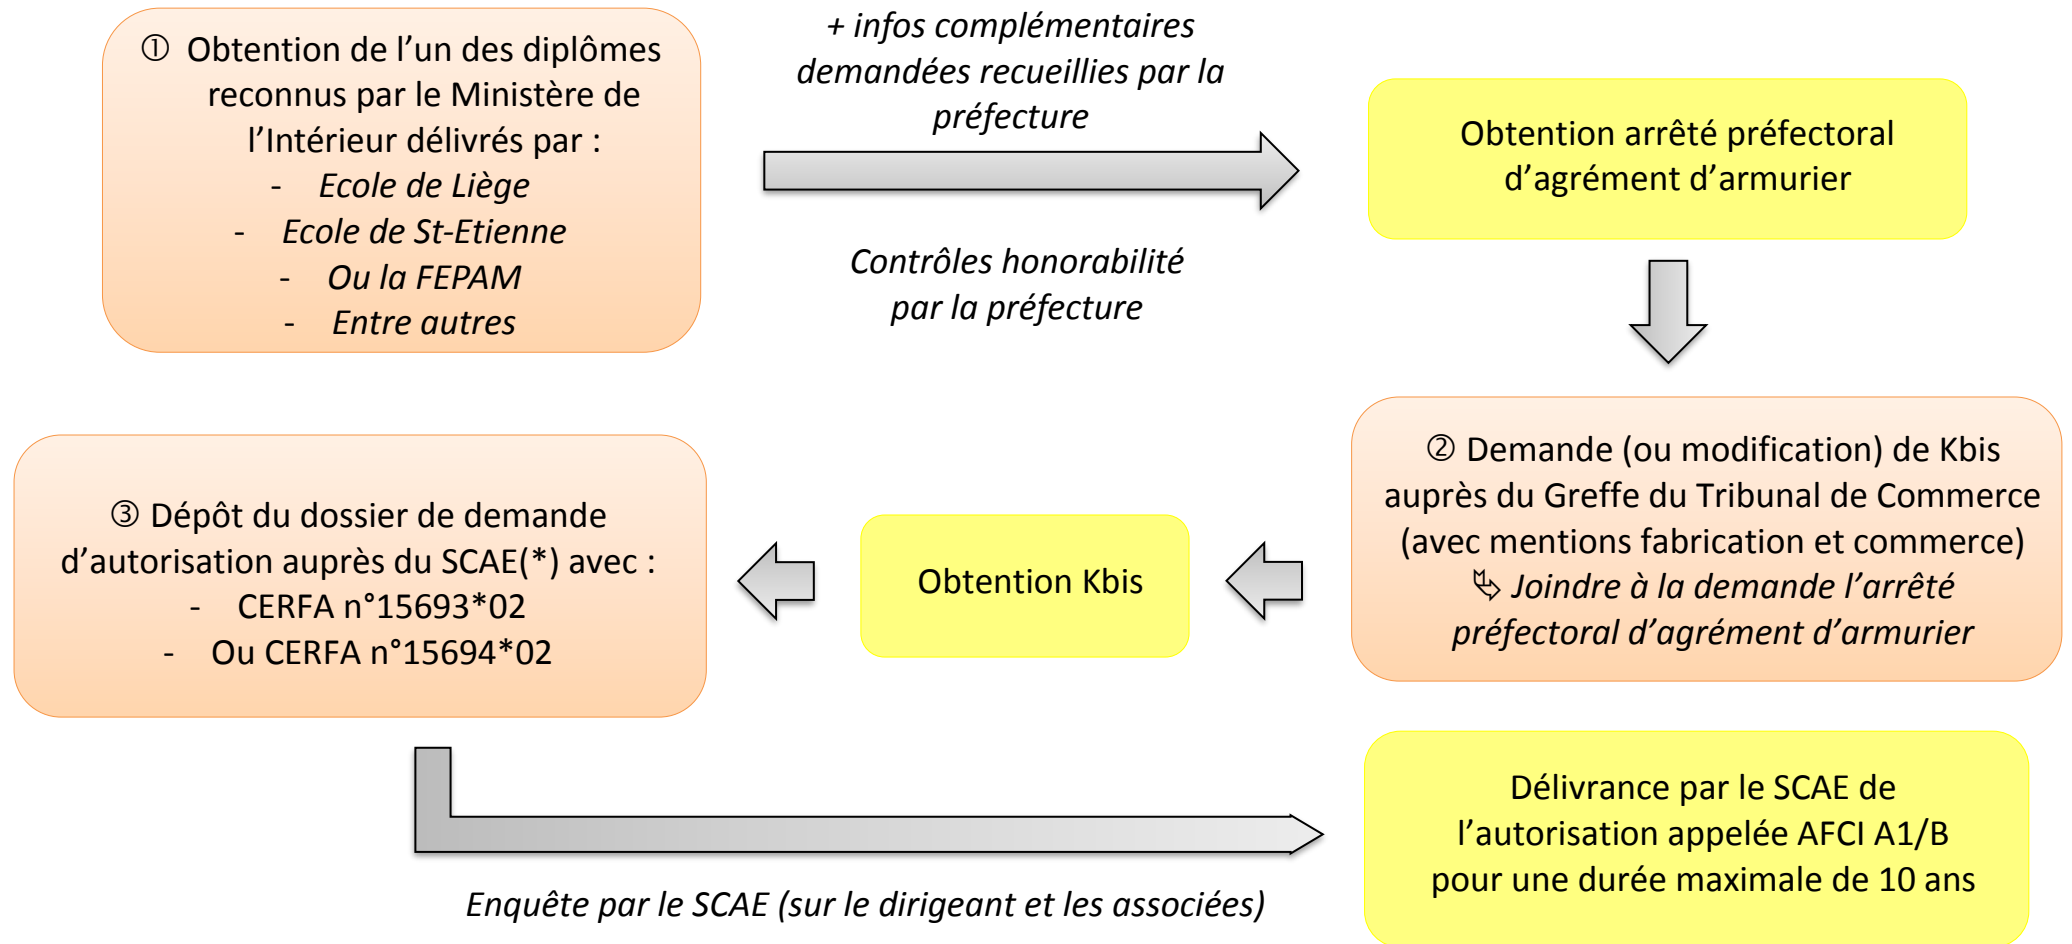 ① Obtention de l’un des diplômes
reconnus par le Ministère de
l’Intérieur délivrés par :
- Ecole de Liège
- Ecole de St-Etienne
- Ou la FEPAM
- Entre autres
+ infos complémentaires
demandées recueillies par la
préfecture
Contrôles honorabilité
par la préfecture
Obtention arrêté préfectoral
d’agrément d’armurier
② Demande (ou modification) de Kbis
auprès du Greffe du Tribunal de Commerce
(avec mentions fabrication et commerce)
↳ Joindre à la demande l’arrêté
préfectoral d’agrément d’armurier
Obtention Kbis
③ Dépôt du dossier de demande
d’autorisation auprès du SCAE(*) avec :
- CERFA n°15693*02
- Ou CERFA n°15694*02
Enquête par le SCAE (sur le dirigeant et les associées)
Délivrance par le SCAE de
l’autorisation appelée AFCI A1/B
pour une durée maximale de 10 ans